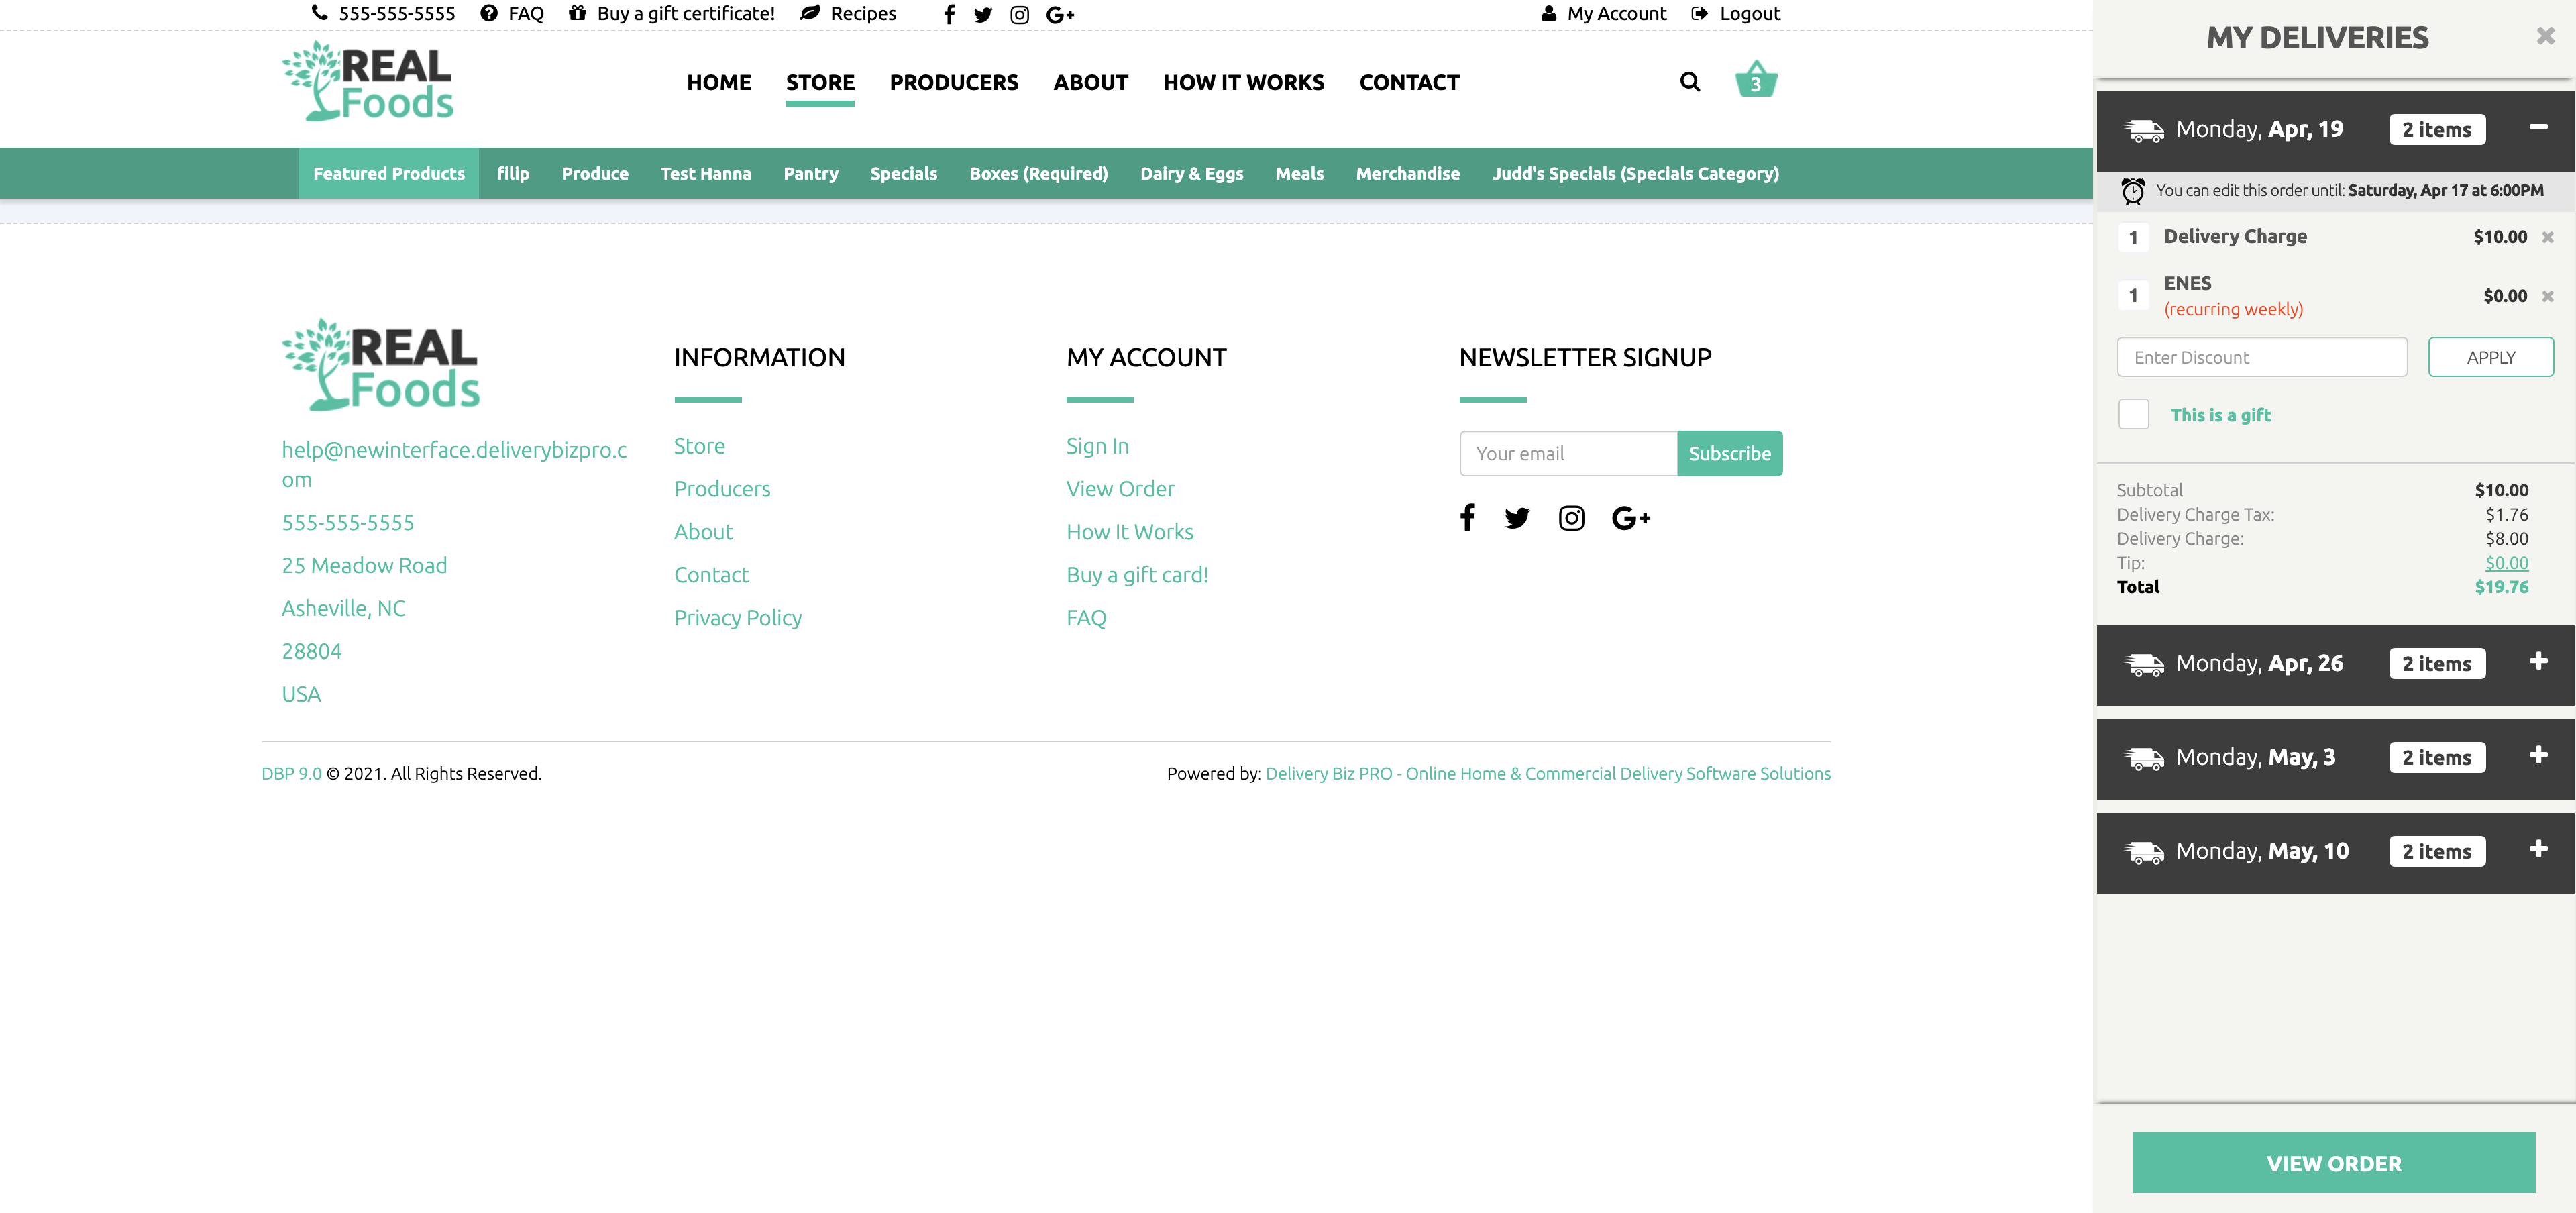 555-555-5555 FAQ Buy a gift certificate! Recipes G+ My Account Logout
REAL
Foods
HOME STORE PRODUCERS ABOUT HOW IT WORKS CONTACT 3
Featured Products filip Produce Test Hanna Pantry Specials Boxes (Required) Dairy & Eggs Meals Merchandise Judd's Specials (Specials Category)
REAL
Foods
help@newinterface.deliverybizpro.c
om
555-555-5555
25 Meadow Road
Asheville, NC
28804
USA
INFORMATION
Store
Producers
About
Contact
Privacy Policy
MY ACCOUNT
Sign In
View Order
How It Works
Buy a gift card!
FAQ
NEWSLETTER SIGNUP
Your email Subscribe
G+
DBP 9.0 © 2021. All Rights Reserved.
Powered by: Delivery Biz PRO - Online Home & Commercial Delivery Software Solutions
MY DELIVERIES
Monday, Apr, 19 2 items
You can edit this order until: Saturday, Apr 17 at 6:00PM
1 Delivery Charge $10.00
1 ENES $0.00
(recurring weekly)
Enter Discount APPLY
This is a gift
Subtotal $10.00
Delivery Charge Tax: $1.76
Delivery Charge: $8.00
Tip: $0.00
Total $19.76
Monday, Apr, 26 2 items
Monday, May, 3 2 items
Monday, May, 10 2 items
VIEW ORDER